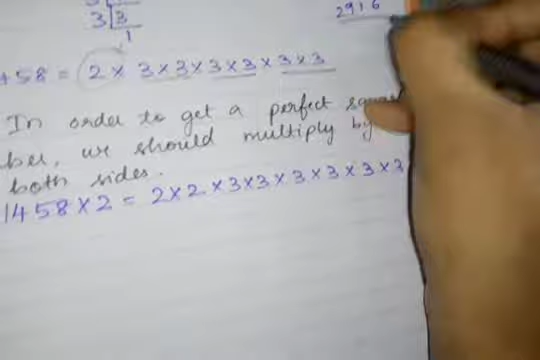 3 3
1
2916
458 = 2 × 3 × 3 × 3 × 3 × 3 × 3
In order to get a perfect
ber, we should multiply by
both sides.
1458 × 2 = 2 × 2 × 3 × 3 × 3 × 3 × 3 × 3